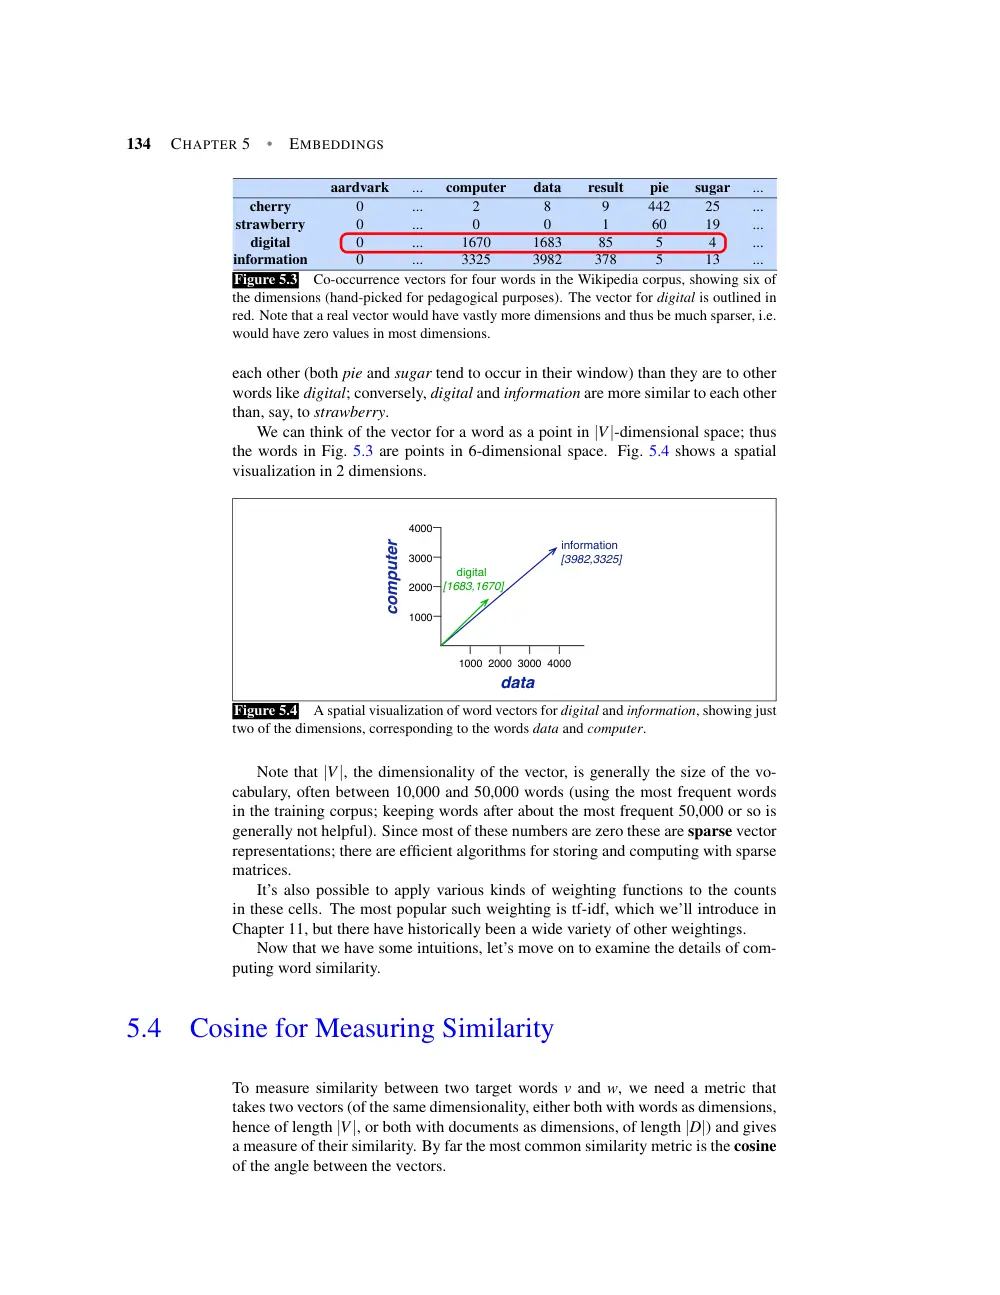 134 CHAPTER 5 • EMBEDDINGS
aardvark ... computer data result pie sugar ...
cherry 0 ... 2 8 9 442 25 ...
strawberry 0 ... 0 0 1 60 19 ...
digital 0 ... 1670 1683 85 5 4 ...
information 0 ... 3325 3982 378 5 13 ...
Figure 5.3 Co-occurrence vectors for four words in the Wikipedia corpus, showing six of
the dimensions (hand-picked for pedagogical purposes). The vector for digital is outlined in
red. Note that a real vector would have vastly more dimensions and thus be much sparser, i.e.
would have zero values in most dimensions.
each other (both pie and sugar tend to occur in their window) than they are to other
words like digital; conversely, digital and information are more similar to each other
than, say, to strawberry.
We can think of the vector for a word as a point in |V|-dimensional space; thus
the words in Fig. 5.3 are points in 6-dimensional space. Fig. 5.4 shows a spatial
visualization in 2 dimensions.
4000
3000
2000
1000
computer
digital
[1683,1670]
information
[3982,3325]
1000 2000 3000 4000
data
Figure 5.4 A spatial visualization of word vectors for digital and information, showing just
two of the dimensions, corresponding to the words data and computer.
Note that |V|, the dimensionality of the vector, is generally the size of the vo-
cabulary, often between 10,000 and 50,000 words (using the most frequent words
in the training corpus; keeping words after about the most frequent 50,000 or so is
generally not helpful). Since most of these numbers are zero these are sparse vector
representations; there are efficient algorithms for storing and computing with sparse
matrices.
It's also possible to apply various kinds of weighting functions to the counts
in these cells. The most popular such weighting is tf-idf, which we'll introduce in
Chapter 11, but there have historically been a wide variety of other weightings.
Now that we have some intuitions, let's move on to examine the details of com-
puting word similarity.
5.4 Cosine for Measuring Similarity
To measure similarity between two target words v and w, we need a metric that
takes two vectors (of the same dimensionality, either both with words as dimensions,
hence of length |V|, or both with documents as dimensions, of length |D|) and gives
a measure of their similarity. By far the most common similarity metric is the cosine
of the angle between the vectors.